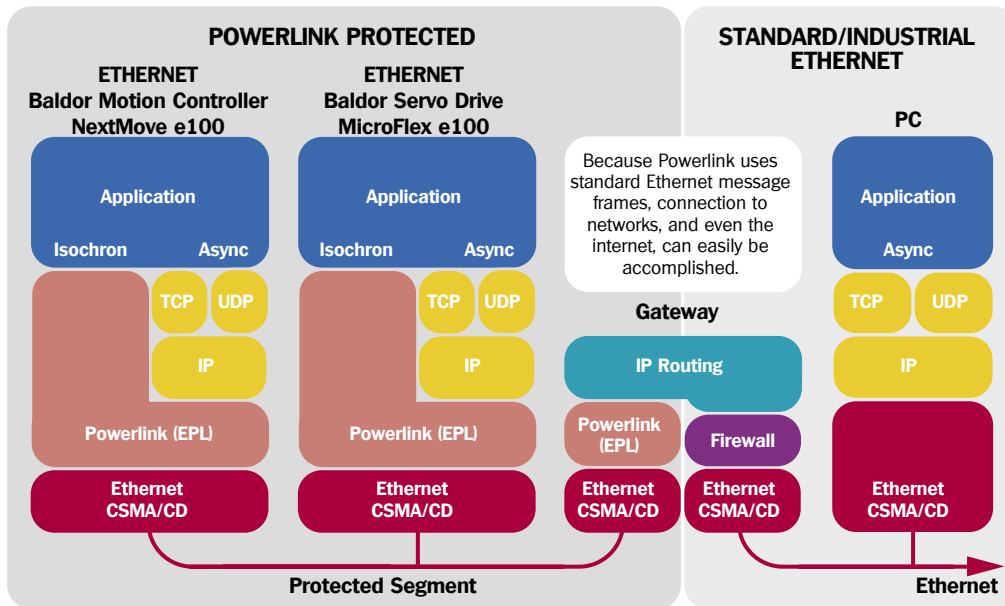 POWERLINK PROTECTED
STANDARD/INDUSTRIAL
ETHERNET
ETHERNET
Baldor Motion Controller
NextMove e100
ETHERNET
Baldor Servo Drive
MicroFlex e100
PC
Application
Isochron
Async
TCP
UDP
IP
Powerlink (EPL)
Ethernet
CSMA/CD
Application
Isochron
Async
TCP
UDP
IP
Powerlink (EPL)
Ethernet
CSMA/CD
Because Powerlink uses
standard Ethernet message
frames, connection to
networks, and even the
internet, can easily be
accomplished.
Gateway
IP Routing
Powerlink
(EPL)
Firewall
Ethernet
CSMA/CD
Ethernet
CSMA/CD
Application
Async
TCP
UDP
IP
Ethernet
CSMA/CD
Protected Segment
Ethernet